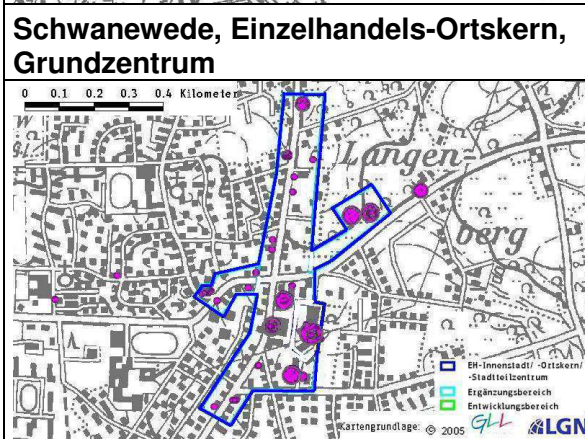 Schwanewede, Einzelhandels-Ortskern,
Grundzentrum
0 0.1 0.2 0.3 0.4 Kilometer
Langen-
berg
EH-Innenstadt/ -Ortskern/
-Stadtteilzentrum
Ergänzungsbereich
Entwicklungsbereich
Kartengrundlage: © 2005 GLL LGN